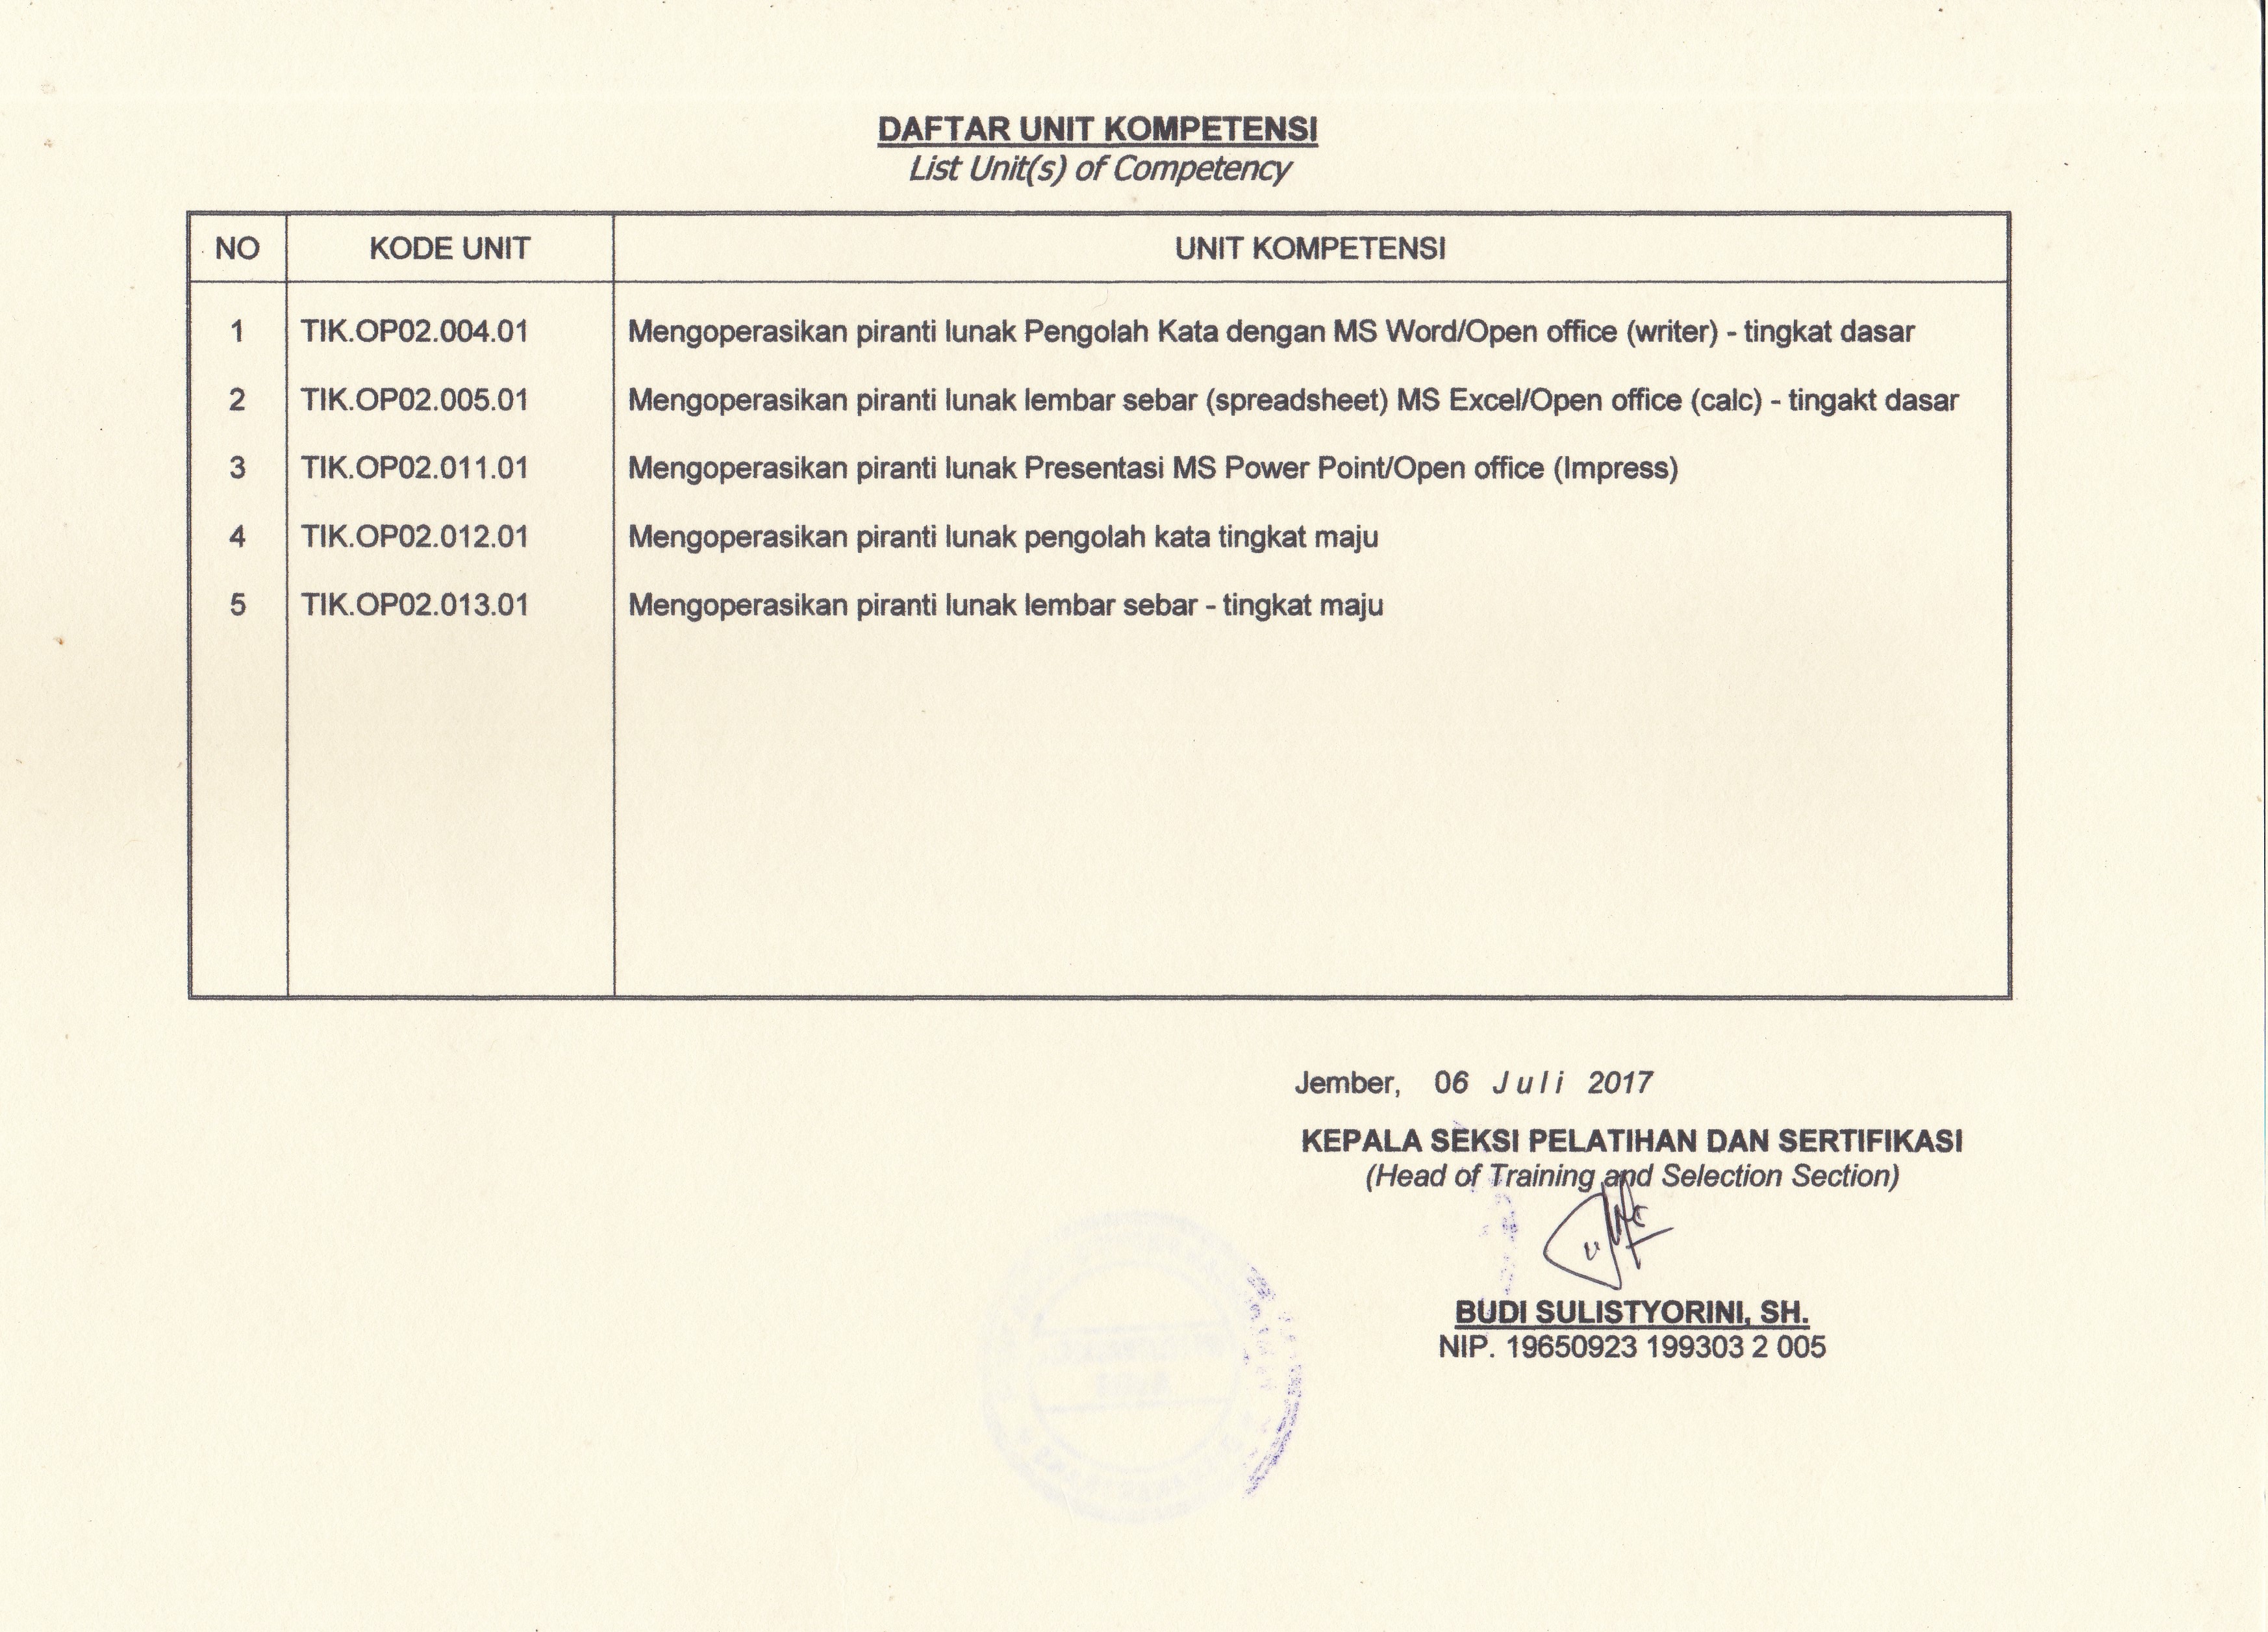 DAFTAR UNIT KOMPETENSI
List Unit(s) of Competency
NO KODE UNIT UNIT KOMPETENSI
1 TIK.OP02.004.01 Mengoperasikan piranti lunak Pengolah Kata dengan MS Word/Open office (writer) - tingkat dasar
2 TIK.OP02.005.01 Mengoperasikan piranti lunak lembar sebar (spreadsheet) MS Excel/Open office (calc) - tingakt dasar
3 TIK.OP02.011.01 Mengoperasikan piranti lunak Presentasi MS Power Point/Open office (Impress)
4 TIK.OP02.012.01 Mengoperasikan piranti lunak pengolah kata tingkat maju
5 TIK.OP02.013.01 Mengoperasikan piranti lunak lembar sebar - tingkat maju
Jember, 06 Juli 2017
KEPALA SEKSI PELATIHAN DAN SERTIFIKASI
(Head of Training and Selection Section)
BUDI SULISTYORINI, SH.
NIP. 19650923 199303 2 005